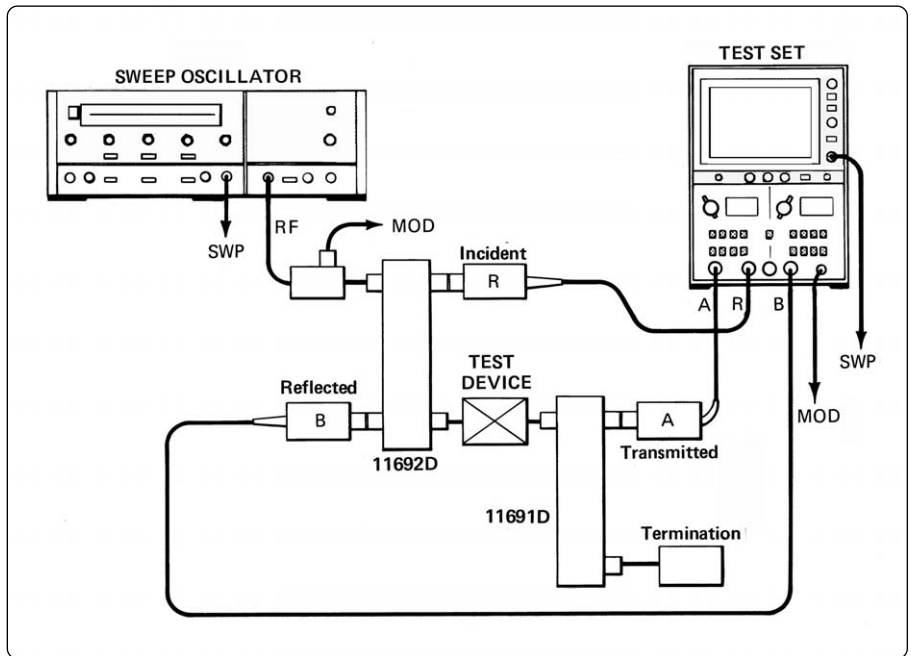 TEST SET
SWEEP OSCILLATOR
SWP
RF
MOD
Incident
R
A
R
B
SWP
MOD
Reflected
B
TEST
DEVICE
A
Transmitted
11692D
11691D
Termination